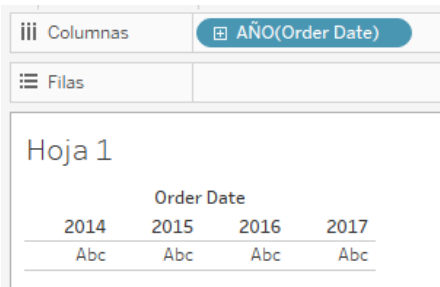 Columnas AÑO(Order Date)
Filas
Hoja 1
Order Date
2014 2015 2016 2017
Abc Abc Abc Abc